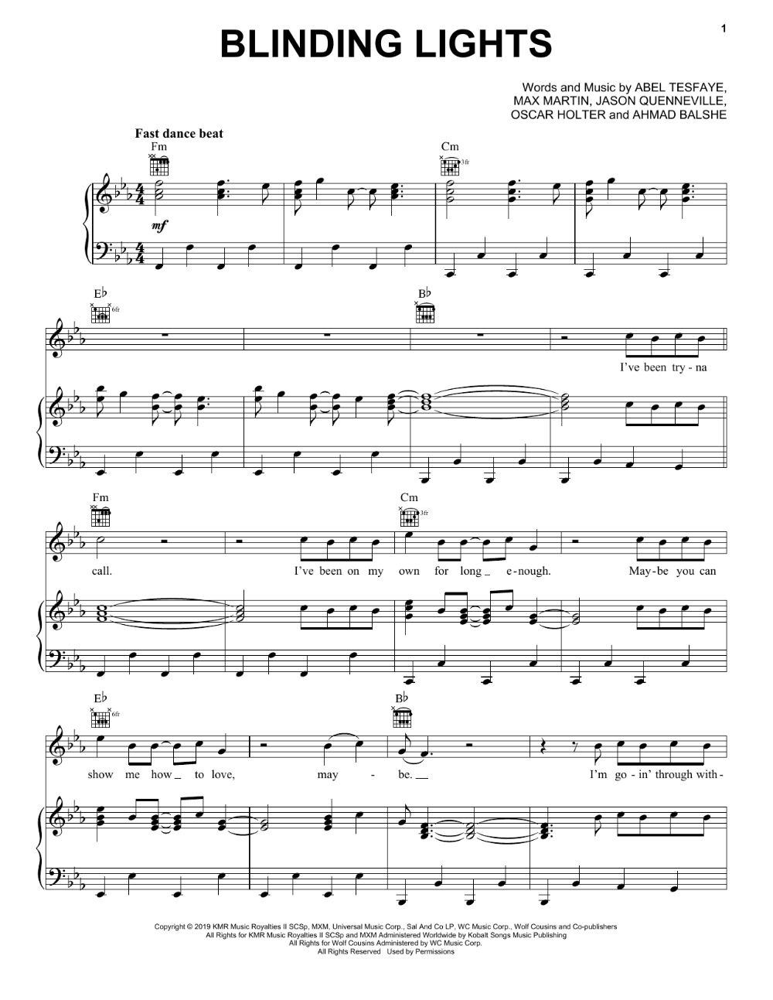 1
BLINDING LIGHTS
Words and Music by ABEL TESFAYE,
MAX MARTIN, JASON QUENNEVILLE,
OSCAR HOLTER and AHMAD BALSHE
Fast dance beat
Fm Cm
xx x 3fr
4 4
mf
4 4
E♭ B♭
x x 6fr x
I've been try - na
Fm Cm
xx x 3fr
call. I've been on my own for long _ e - nough. May - be you can
E♭ B♭
x x 6fr x
show me how _ to love, may - be. _ I'm go - in' through with -
Copyright © 2019 KMR Music Royalties II SCSp, MXM, Universal Music Corp., Sal And Co LP, WC Music Corp., Wolf Cousins and Co-publishers
All Rights for KMR Music Royalties II SCSp and MXM Administered Worldwide by Kobalt Songs Music Publishing
All Rights for Wolf Cousins Administered by WC Music Corp.
All Rights Reserved Used by Permissions